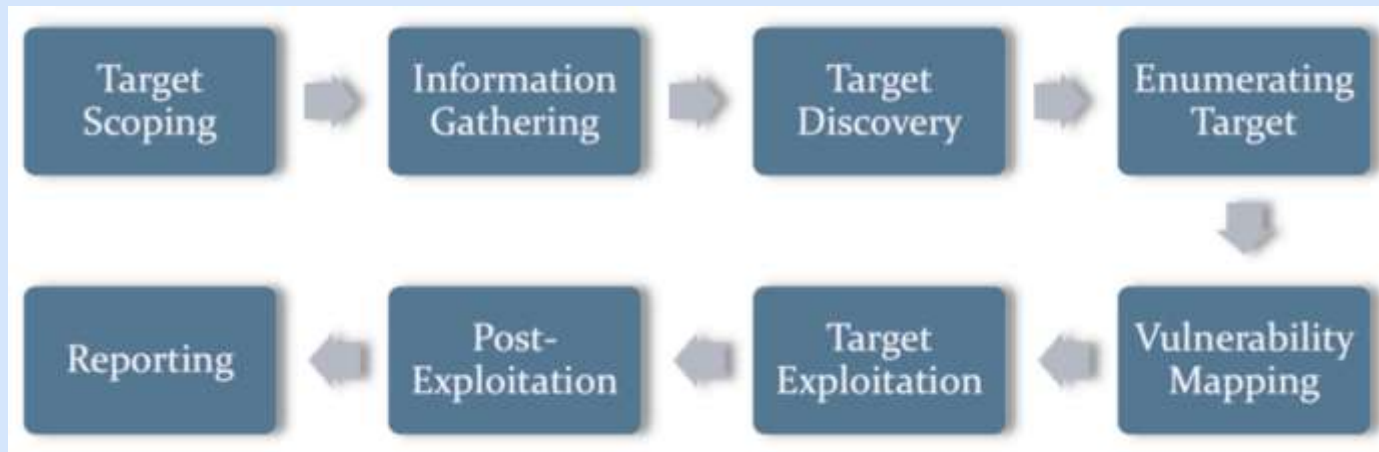 Target
Scoping
Information
Gathering
Target
Discovery
Enumerating
Target
Vulnerability
Mapping
Target
Exploitation
Post-
Exploitation
Reporting